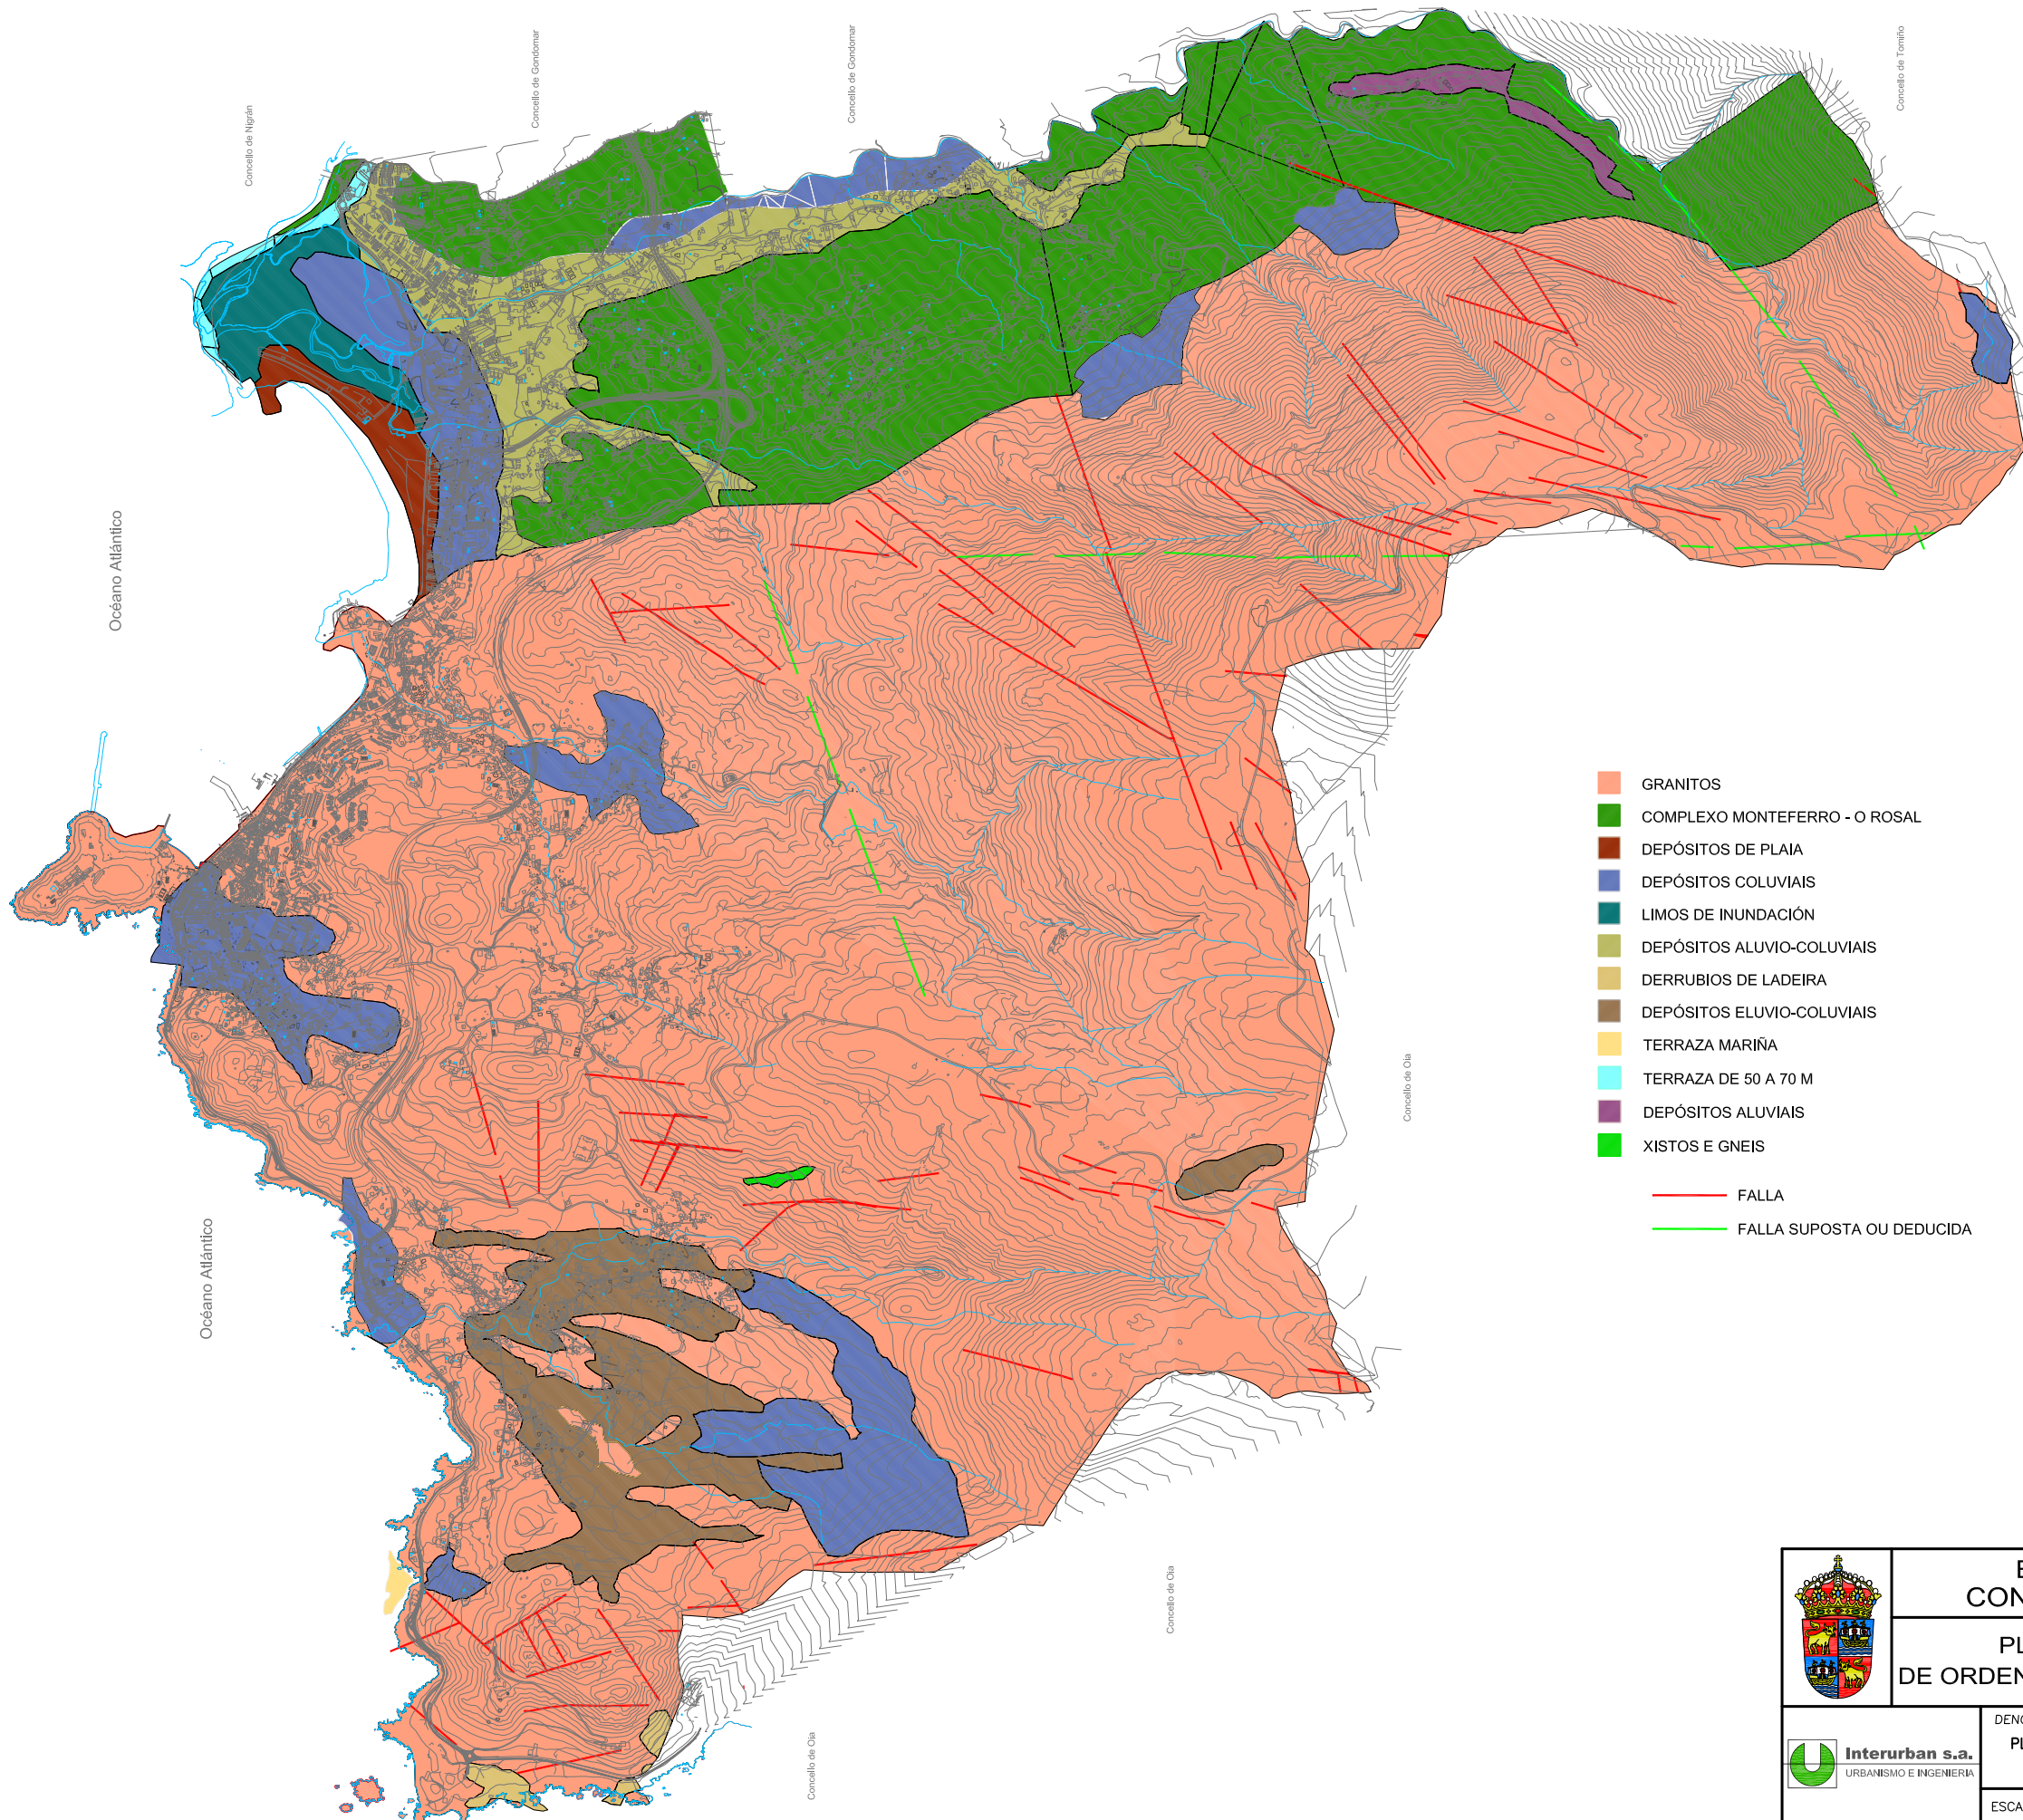 Concello de Nigrán
Concello de Gondomar
Concello de Gondomar
Concello de Tomiño
Océano Atlántico
GRANITOS
COMPLEXO MONTEFERRO - O ROSAL
DEPÓSITOS DE PLAIA
DEPÓSITOS COLUVIAIS
LIMOS DE INUNDACIÓN
DEPÓSITOS ALUVIO-COLUVIAIS
DERRUBIOS DE LADEIRA
DEPÓSITOS ELUVIO-COLUVIAIS
TERRAZA MARIÑA
TERRAZA DE 50 A 70 M
DEPÓSITOS ALUVIAIS
XISTOS E GNEIS
FALLA
FALLA SUPOSTA OU DEDUCIDA
Concello de Oia
Océano Atlántico
Concello de Oia
Concello de Oia
CON
PL
DE ORDEN
Interurban s.a.
URBANISMO E INGENIERIA
DENO
PL
ESCA